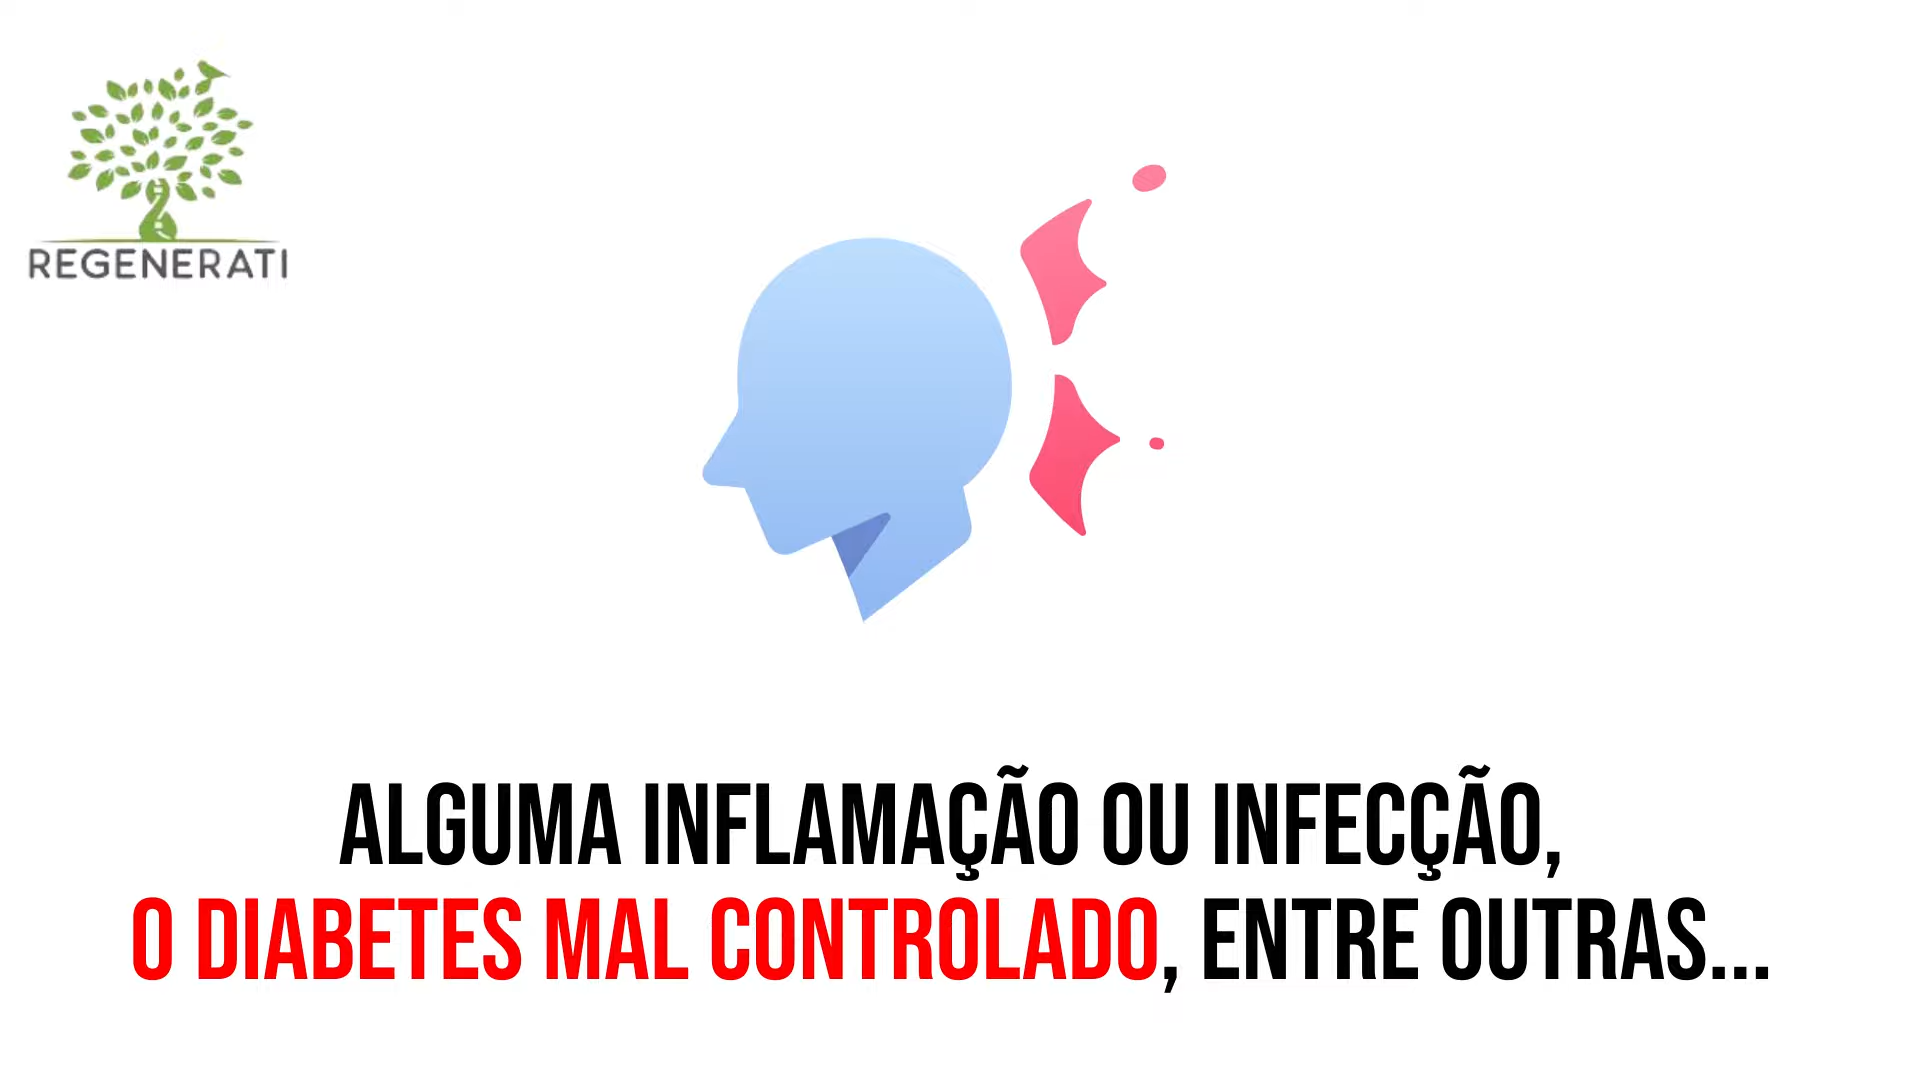 REGENERATI
ALGUMA INFLAMAÇÃO OU INFECÇÃO,
O DIABETES MAL CONTROLADO, ENTRE OUTRAS...